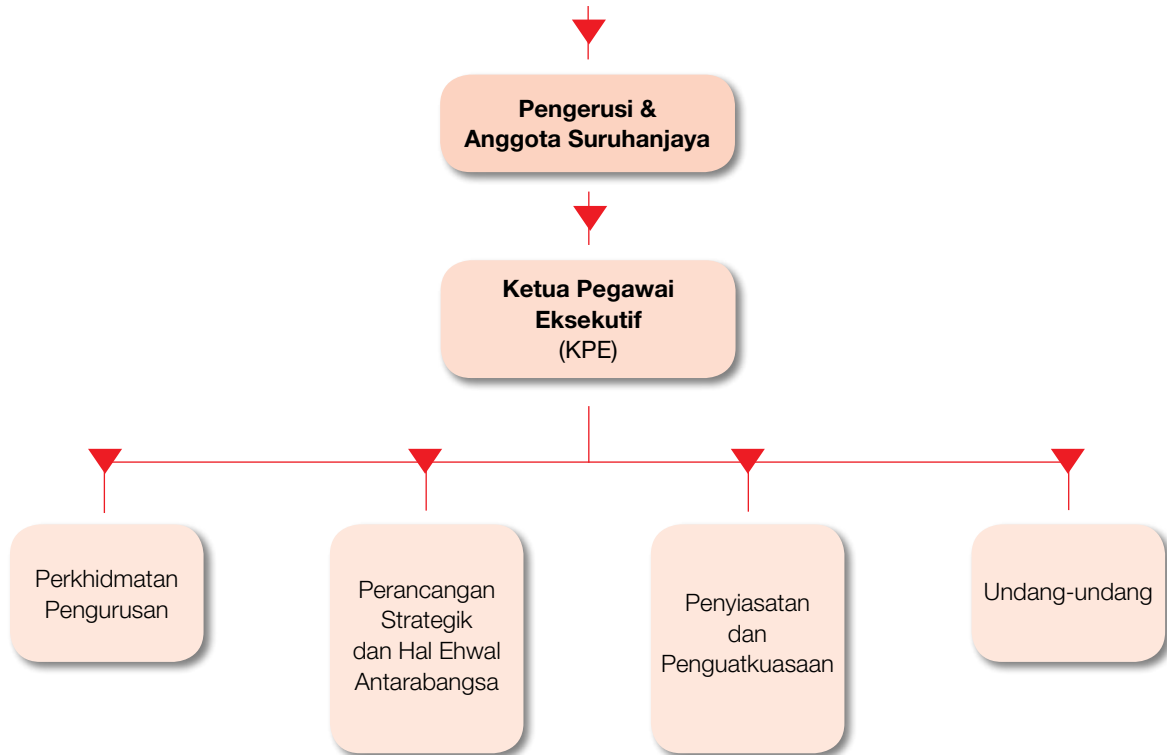 Pengerusi &
Anggota Suruhanjaya
Ketua Pegawai
Eksekutif
(KPE)
Perkhidmatan
Pengurusan
Perancangan
Strategik
dan Hal Ehwal
Antarabangsa
Penyiasatan
dan
Penguatkuasaan
Undang-undang